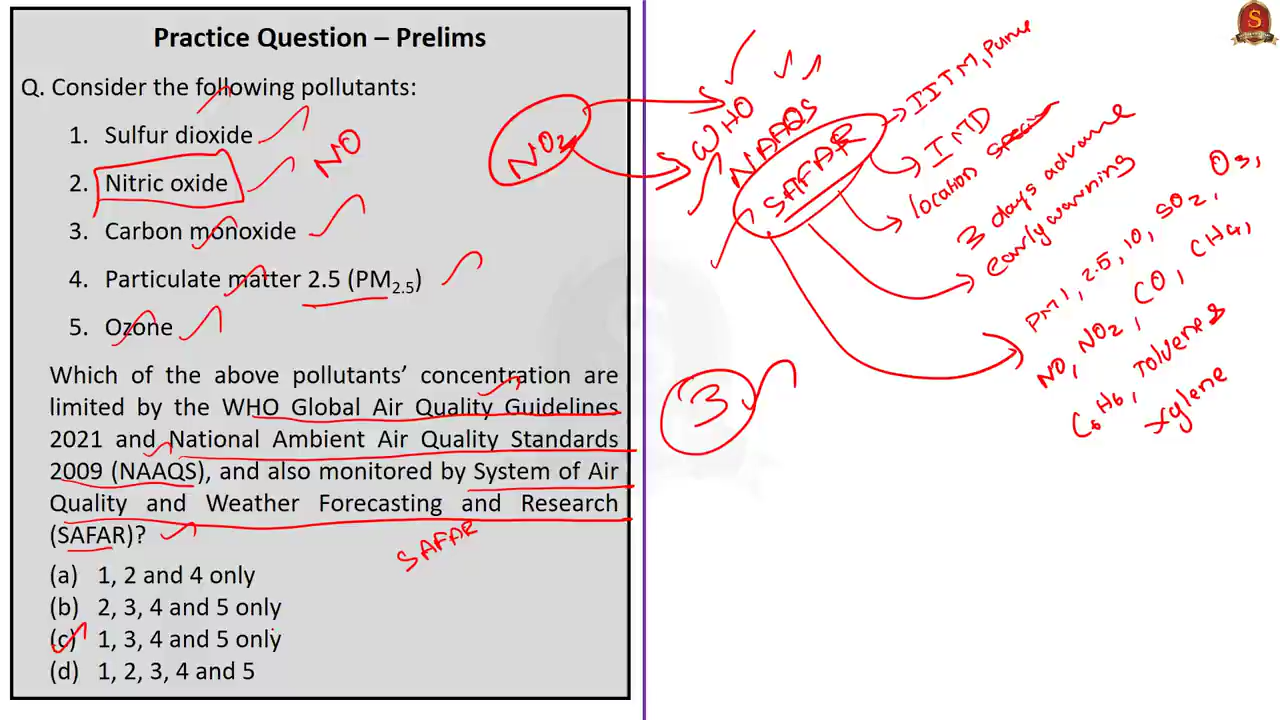 Practice Question – Prelims
Q. Consider the following pollutants:
1. Sulfur dioxide
2. Nitric oxide
NO
3. Carbon monoxide
4. Particulate matter 2.5 (PM2.5)
5. Ozone
Which of the above pollutants’ concentration are
limited by the WHO Global Air Quality Guidelines
2021 and National Ambient Air Quality Standards
2009 (NAAQS), and also monitored by System of Air
Quality and Weather Forecasting and Research
(SAFAR)?
SAFAR
(a) 1, 2 and 4 only
(b) 2, 3, 4 and 5 only
(c) 1, 3, 4 and 5 only
(d) 1, 2, 3, 4 and 5
NO2
WHO
NAAQS
SAFAR
IITM, Pune
IMD
location
3 days advance
early warning
PM1, 2.5, 10, SO2, O3,
NO, NO2, CO, CH4,
C6H6, Toluene
xylene
3
S